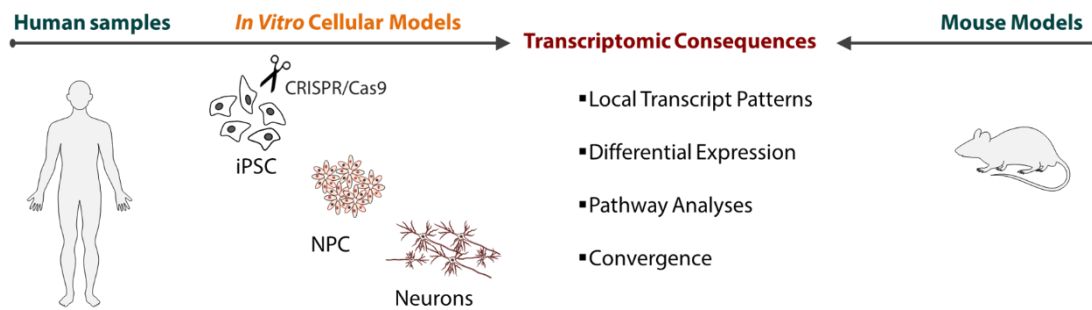 Human samples
In Vitro Cellular Models
Transcriptomic Consequences
Mouse Models
CRISPR/Cas9
iPSC
NPC
Neurons
▪Local Transcript Patterns
▪Differential Expression
▪Pathway Analyses
▪Convergence